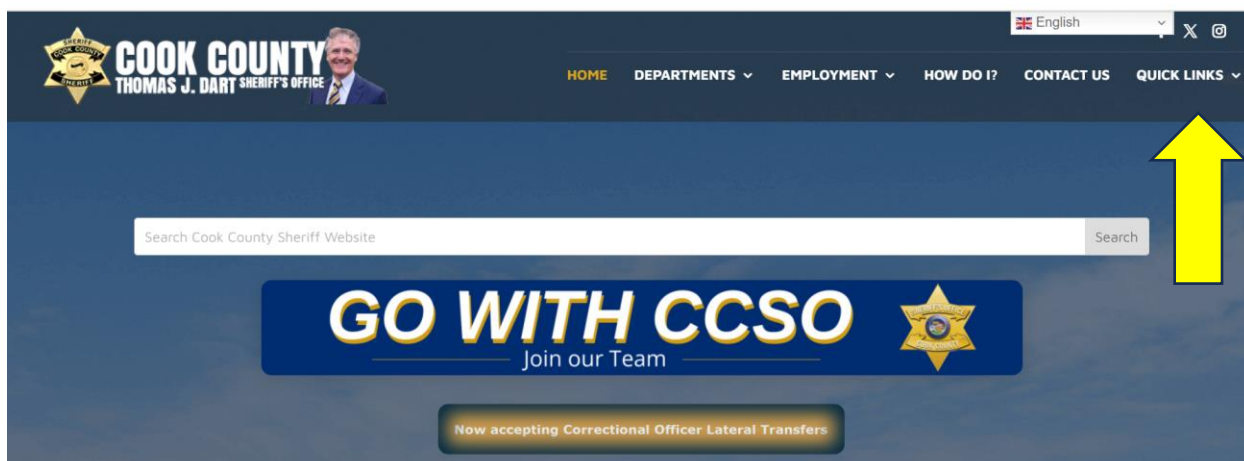 English
COOK COUNTY
THOMAS J. DART SHERIFF'S OFFICE
HOME DEPARTMENTS EMPLOYMENT HOW DO I? CONTACT US QUICK LINKS
Search Cook County Sheriff Website Search
GO WITH CCSO
Join our Team
Now accepting Correctional Officer Lateral Transfers